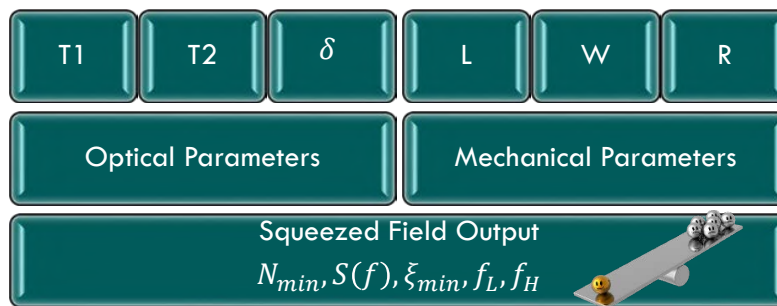 T1 T2 δ L W R
Optical Parameters Mechanical Parameters
Squeezed Field Output
N_min, S(f), ξ_min, f_L, f_H